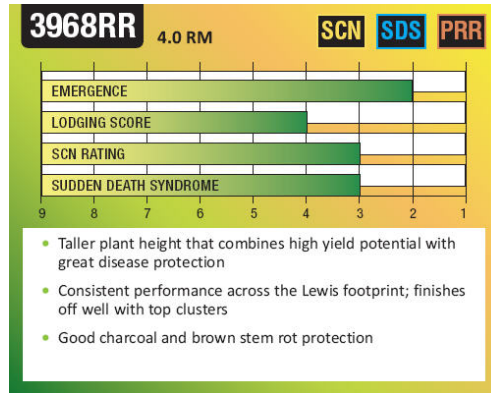 3968RR 4.0 RM SCN SDS PRR
EMERGENCE
LODGING SCORE
SCN RATING
SUDDEN DEATH SYNDROME
9 8 7 6 5 4 3 2 1
• Taller plant height that combines high yield potential with
great disease protection
• Consistent performance across the Lewis footprint; finishes
off well with top clusters
• Good charcoal and brown stem rot protection